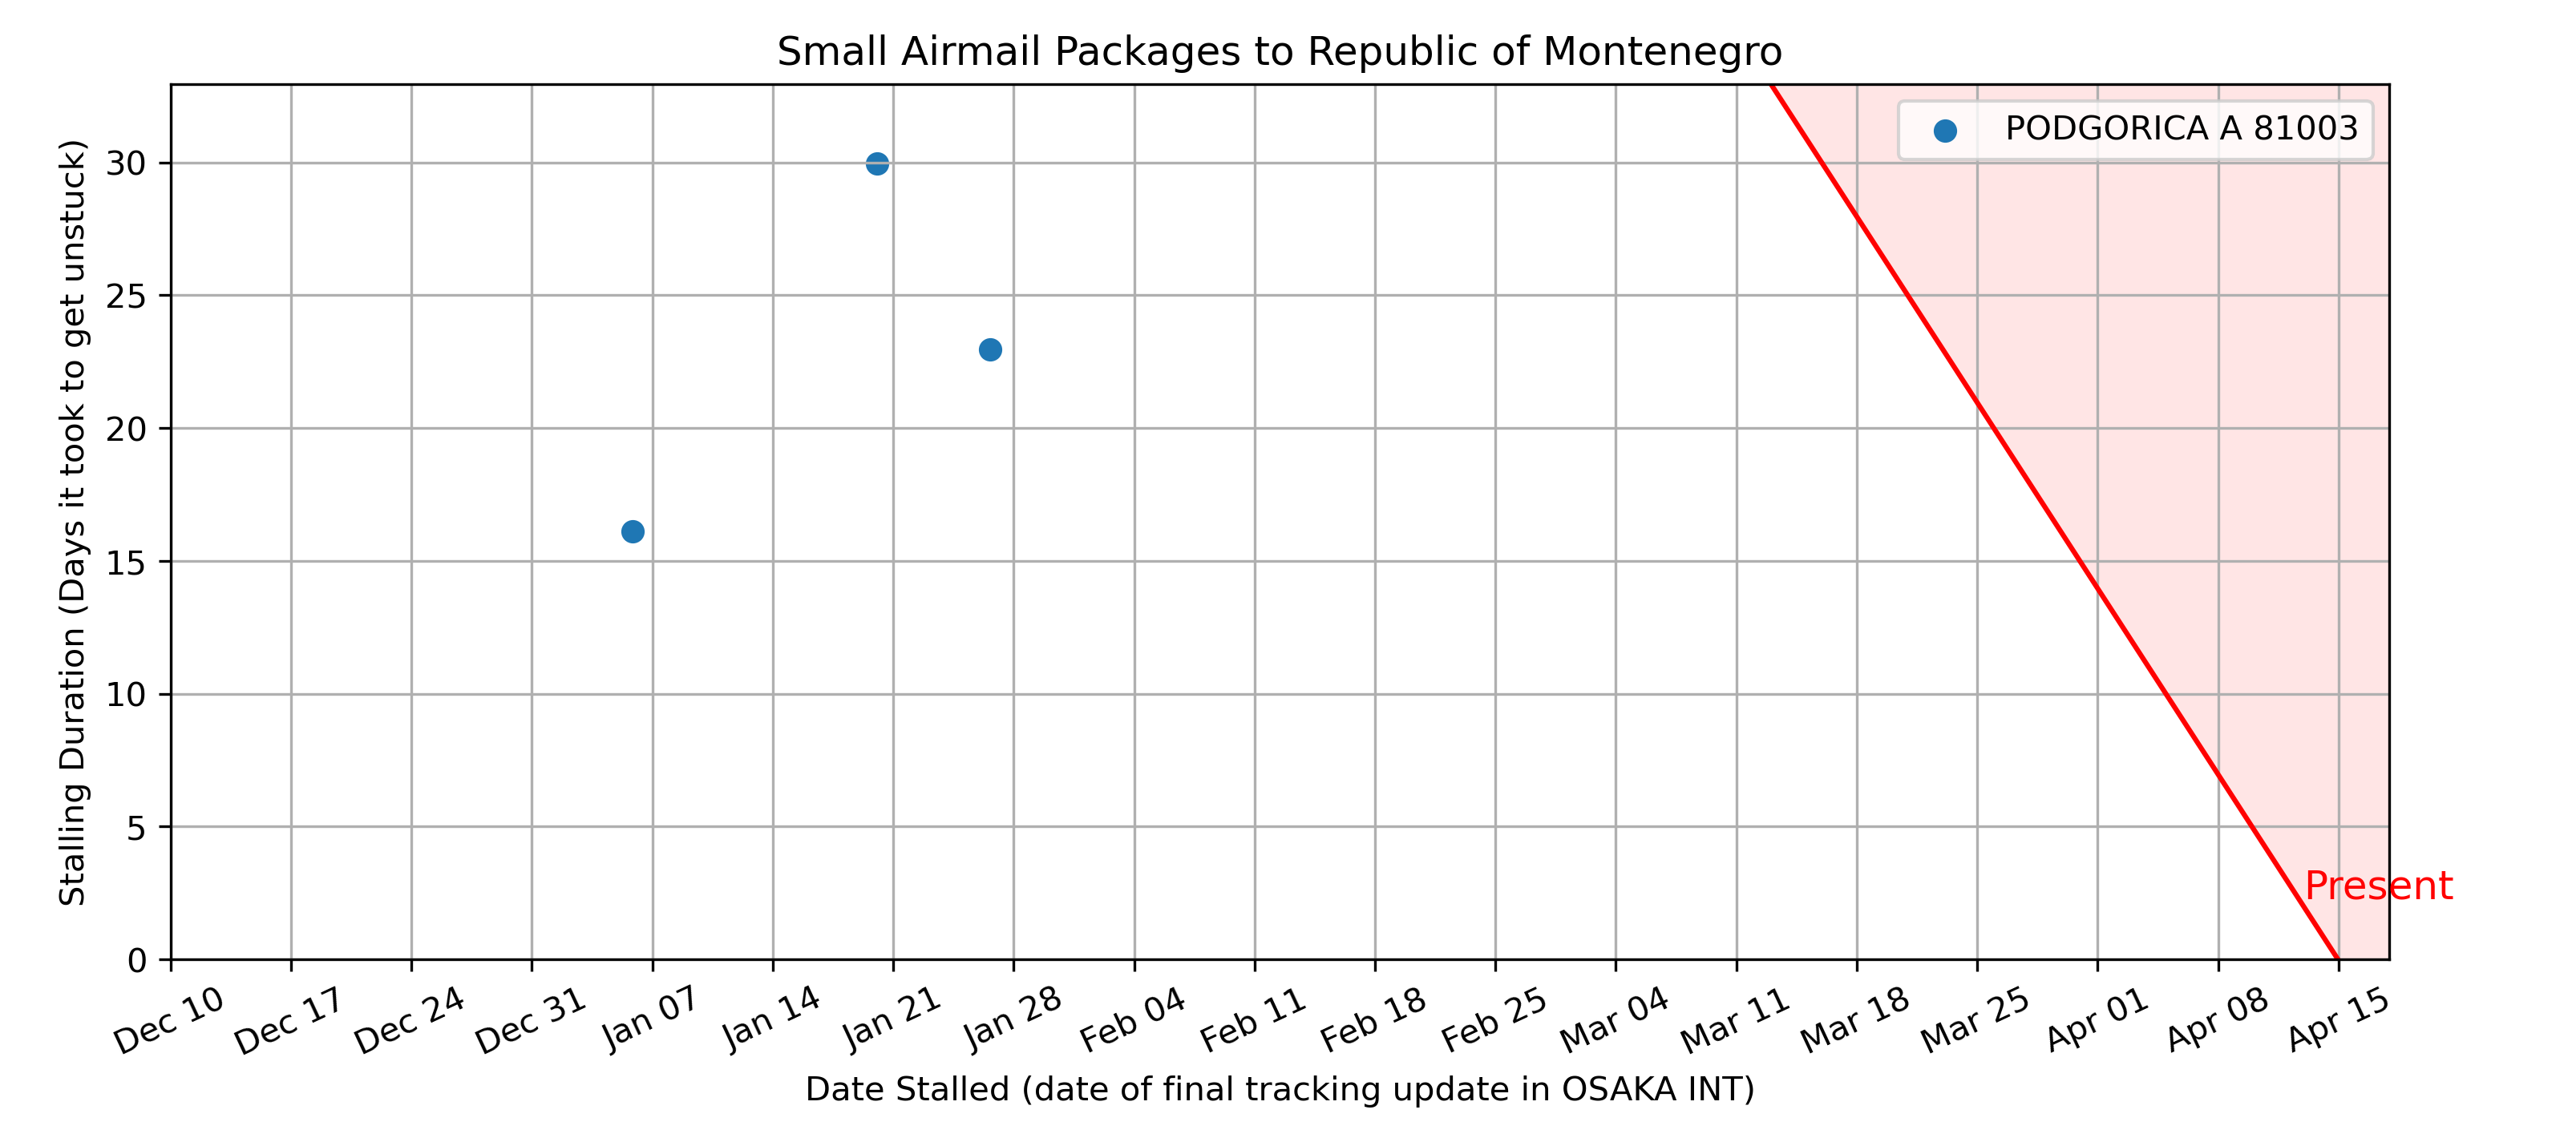 Small Airmail Packages to Republic of Montenegro
PODGORICA A 81003
Stalling Duration (Days it took to get unstuck)
30
25
20
15
10
5
0
Present
Dec 10 Dec 17 Dec 24 Dec 31 Jan 07 Jan 14 Jan 21 Jan 28 Feb 04 Feb 11 Feb 18 Feb 25 Mar 04 Mar 11 Mar 18 Mar 25 Apr 01 Apr 08 Apr 15
Date Stalled (date of final tracking update in OSAKA INT)